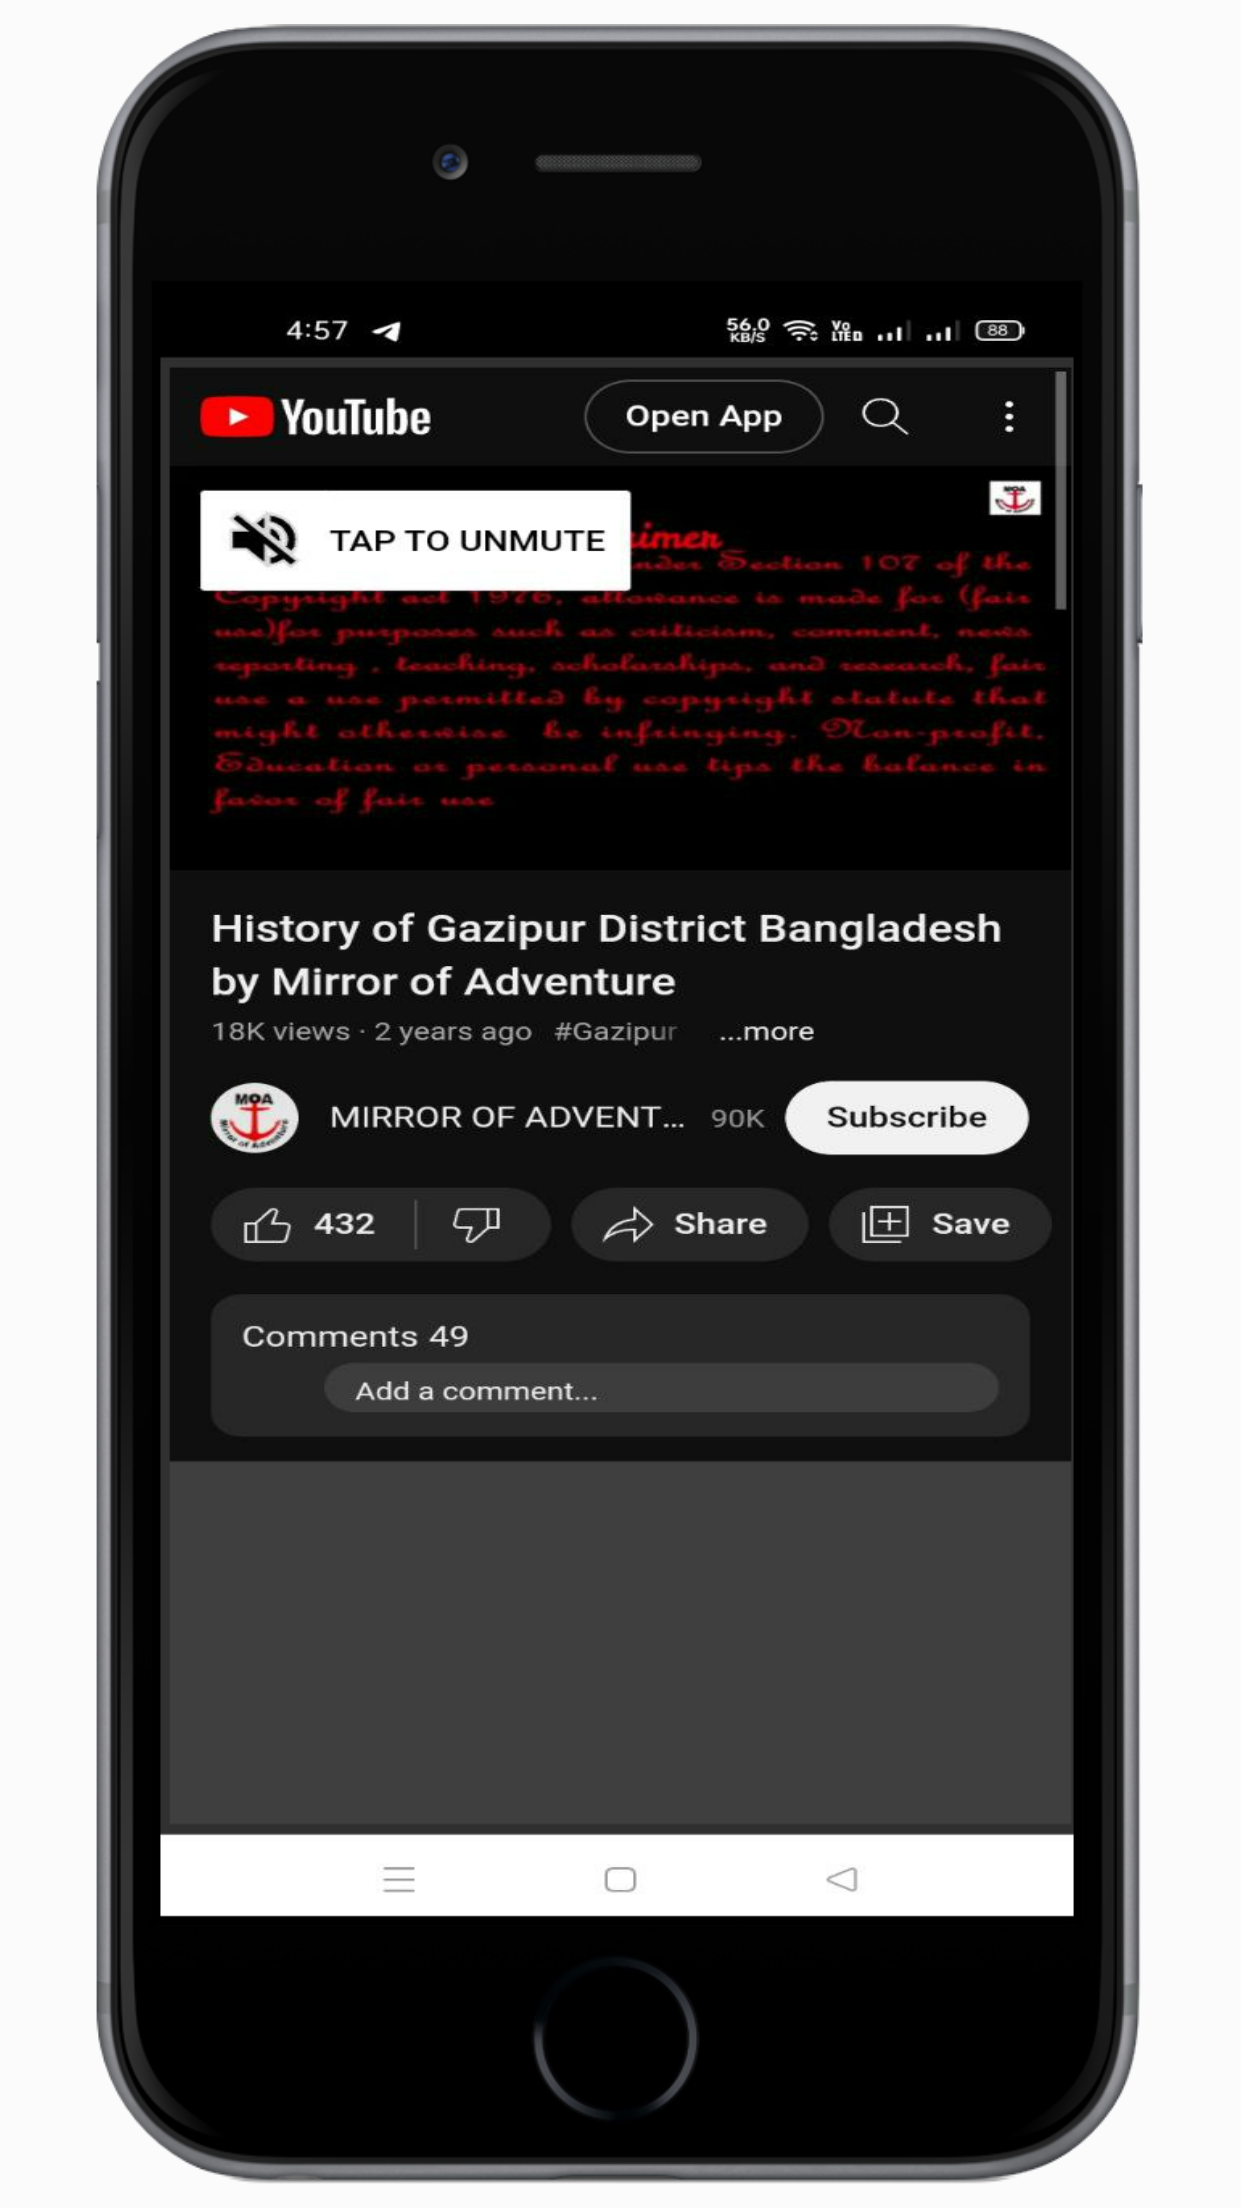 4:57
56.0 KB/S Vo LTE 88
YouTube Open App
MOA
TAP TO UNMUTE
Section 107 of the
Copyright act 1976, allowance is made for (fair
use)for purposes such as criticism, comment, news
reporting , teaching, scholarships, and research, fair
use a use permitted by copyright statute that
might otherwise be infringing. Non-profit.
Education or personal use tips the balance in
favor of fair use
History of Gazipur District Bangladesh
by Mirror of Adventure
18K views · 2 years ago #Gazipur ...more
MOA
Mirror of Adventure
MIRROR OF ADVENT... 90K Subscribe
432 Share Save
Comments 49
Add a comment...